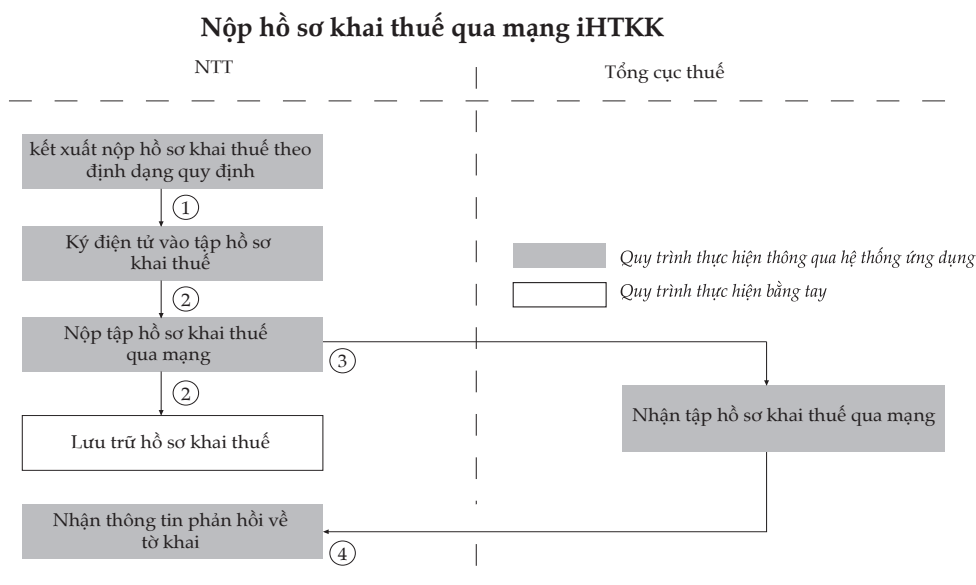 Nộp hồ sơ khai thuế qua mạng iHTKK
NTT
Tổng cục thuế
kết xuất nộp hồ sơ khai thuế theo
định dạng quy định
①
Ký điện tử vào tập hồ sơ
khai thuế
②
Nộp tập hồ sơ khai thuế
qua mạng
③
②
Lưu trữ hồ sơ khai thuế
Quy trình thực hiện thông qua hệ thống ứng dụng
Quy trình thực hiện bằng tay
Nhận tập hồ sơ khai thuế qua mạng
Nhận thông tin phản hồi về
tờ khai
④